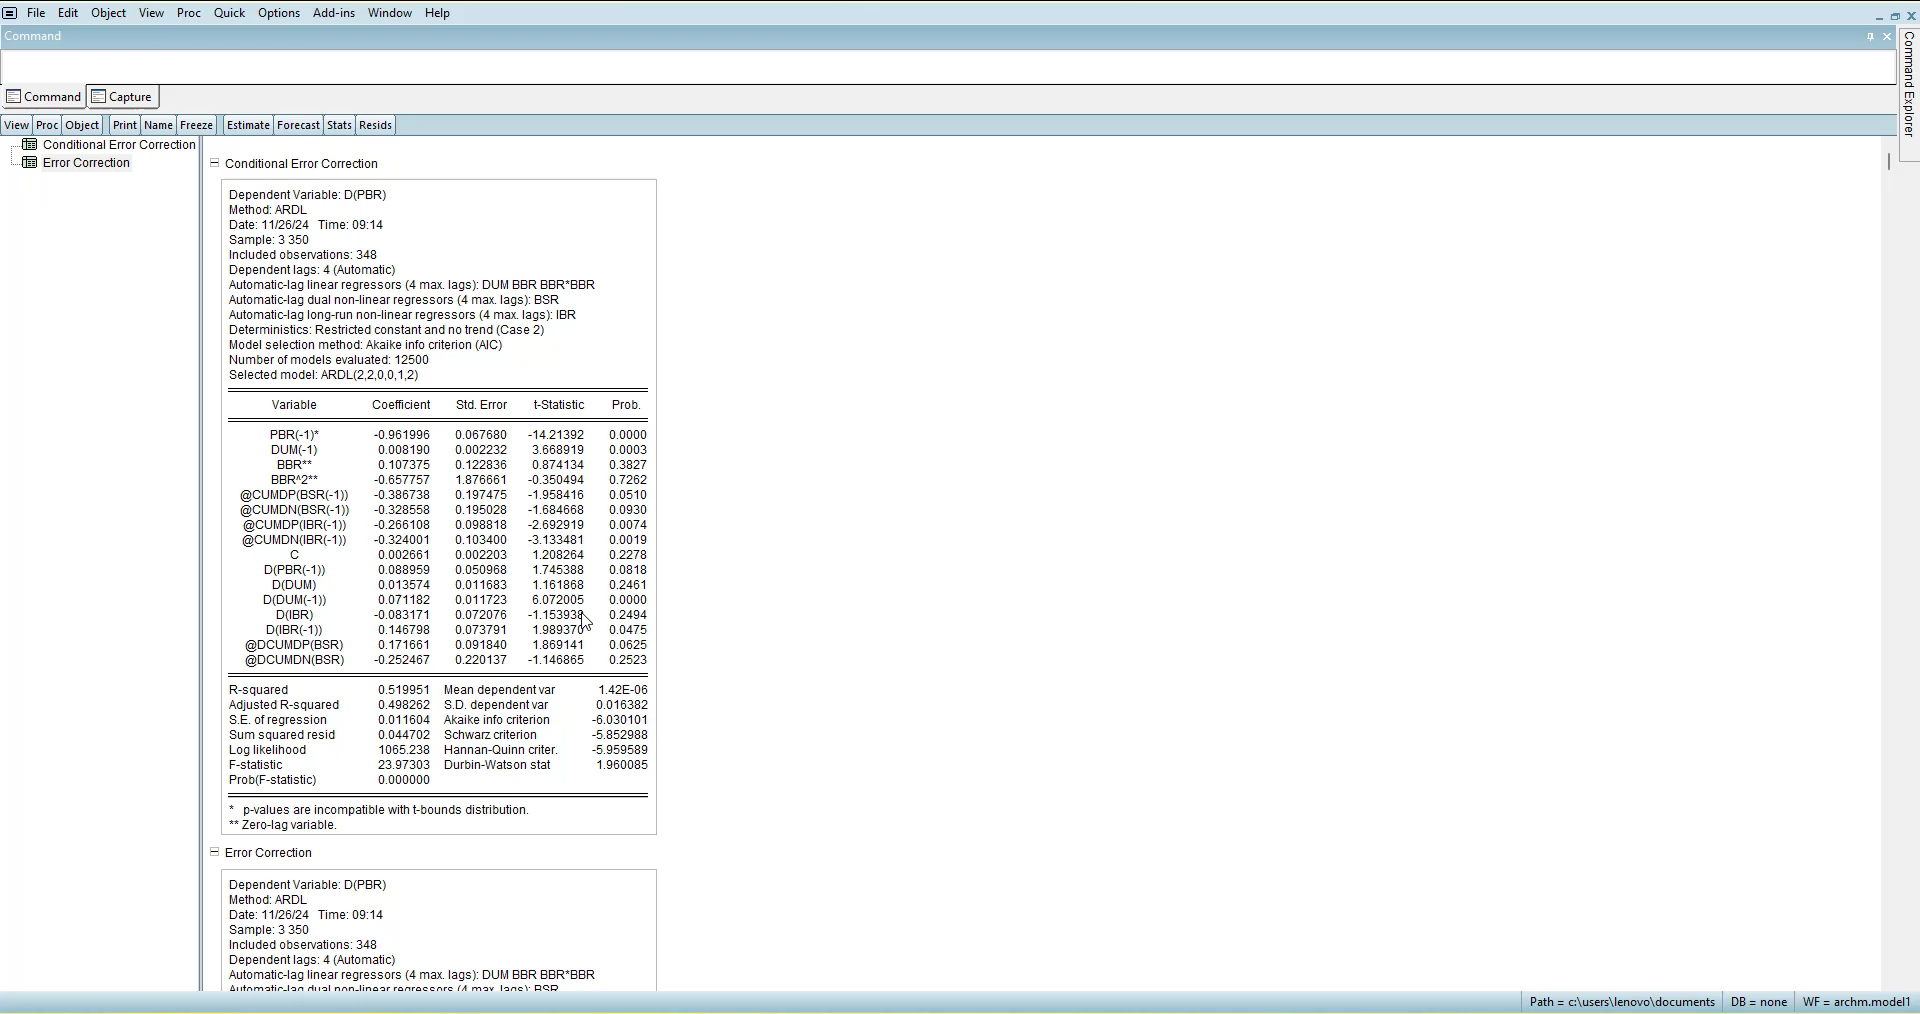 File Edit Object View Proc Quick Options Add-ins Window Help
Command
Command Explorer
Command Capture
View Proc Object Print Name Freeze Estimate Forecast Stats Resids
Conditional Error Correction
Error Correction
Conditional Error Correction
Dependent Variable: D(PBR)
Method: ARDL
Date: 11/26/24 Time: 09:14
Sample: 3 350
Included observations: 348
Dependent lags: 4 (Automatic)
Automatic-lag linear regressors (4 max. lags): DUM BBR BBR*BBR
Automatic-lag dual non-linear regressors (4 max. lags): BSR
Automatic-lag long-run non-linear regressors (4 max. lags): IBR
Deterministics: Restricted constant and no trend (Case 2)
Model selection method: Akaike info criterion (AIC)
Number of models evaluated: 12500
Selected model: ARDL(2,2,0,0,1,2)
Variable Coefficient Std. Error t-Statistic Prob.
PBR(-1)* -0.961996 0.067680 -14.21392 0.0000
DUM(-1) 0.008190 0.002232 3.668919 0.0003
BBR** 0.107375 0.122836 0.874134 0.3827
BBR^2** -0.657757 1.876661 -0.350494 0.7262
@CUMDP(BSR(-1)) -0.386738 0.197475 -1.958416 0.0510
@CUMDN(BSR(-1)) -0.328558 0.195028 -1.684668 0.0930
@CUMDP(IBR(-1)) -0.266108 0.098818 -2.692919 0.0074
@CUMDN(IBR(-1)) -0.324001 0.103400 -3.133481 0.0019
C 0.002661 0.002203 1.208264 0.2278
D(PBR(-1)) 0.088959 0.050968 1.745388 0.0818
D(DUM) 0.013574 0.011683 1.161868 0.2461
D(DUM(-1)) 0.071182 0.011723 6.072005 0.0000
D(IBR) -0.083171 0.072076 -1.153938 0.2494
D(IBR(-1)) 0.146798 0.073791 1.989370 0.0475
@DCUMDP(BSR) 0.171661 0.091840 1.869141 0.0625
@DCUMDN(BSR) -0.252467 0.220137 -1.146865 0.2523
R-squared 0.519951 Mean dependent var 1.42E-06
Adjusted R-squared 0.498262 S.D. dependent var 0.016382
S.E. of regression 0.011604 Akaike info criterion -6.030101
Sum squared resid 0.044702 Schwarz criterion -5.852988
Log likelihood 1065.238 Hannan-Quinn criter. -5.959589
F-statistic 23.97303 Durbin-Watson stat 1.960085
Prob(F-statistic) 0.000000
* p-values are incompatible with t-bounds distribution.
** Zero-lag variable.
Error Correction
Dependent Variable: D(PBR)
Method: ARDL
Date: 11/26/24 Time: 09:14
Sample: 3 350
Included observations: 348
Dependent lags: 4 (Automatic)
Automatic-lag linear regressors (4 max. lags): DUM BBR BBR*BBR
Automatic-lag dual non-linear regressors (4 max. lags): BSR
Path = c:\users\lenovo\documents DB = none WF = archm.model1